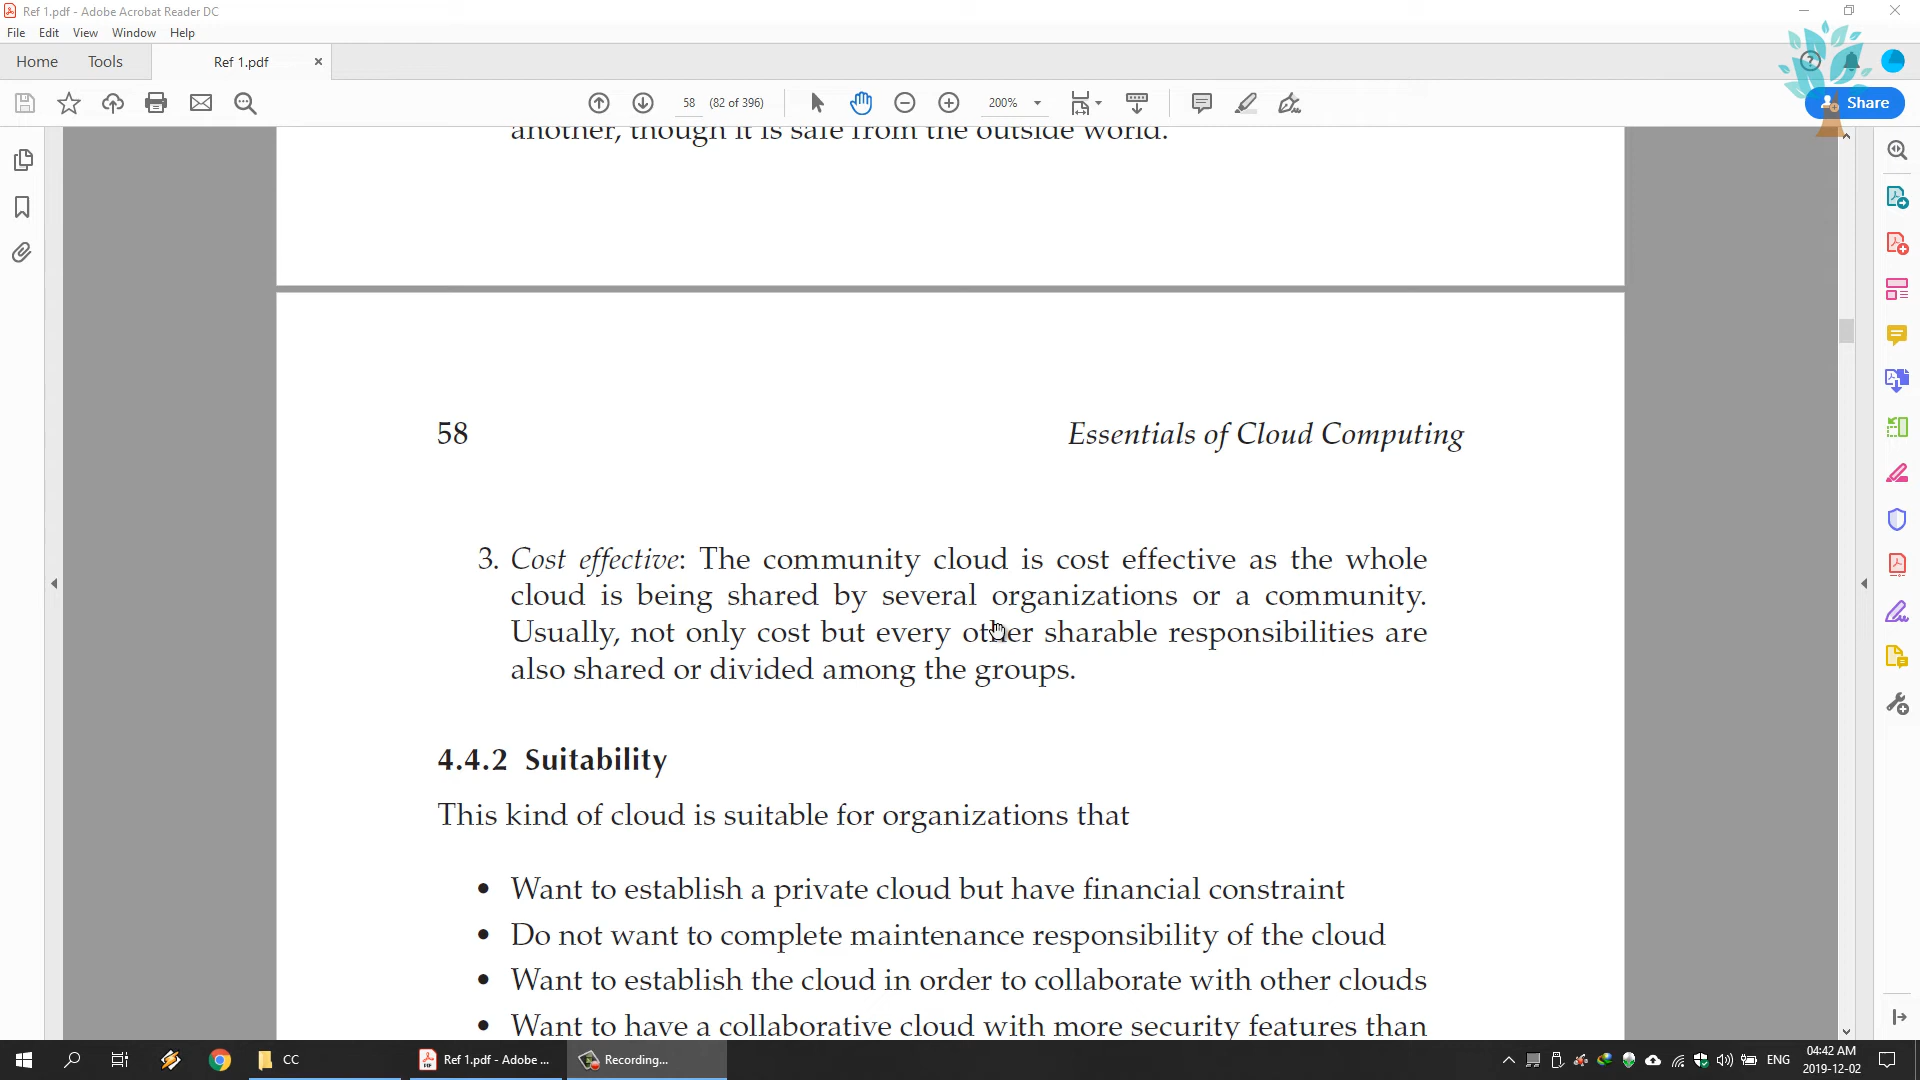 Ref 1.pdf - Adobe Acrobat Reader DC
File Edit View Window Help
Home Tools Ref 1.pdf
58 (82 of 396) 200% Share
another, though it is safe from the outside world.
58 Essentials of Cloud Computing
3. Cost effective: The community cloud is cost effective as the whole
cloud is being shared by several organizations or a community.
Usually, not only cost but every other sharable responsibilities are
also shared or divided among the groups.
4.4.2 Suitability
This kind of cloud is suitable for organizations that
• Want to establish a private cloud but have financial constraint
• Do not want to complete maintenance responsibility of the cloud
• Want to establish the cloud in order to collaborate with other clouds
• Want to have a collaborative cloud with more security features than
CC Ref 1.pdf - Adobe ... Recording... ENG 04:42 AM
2019-12-02